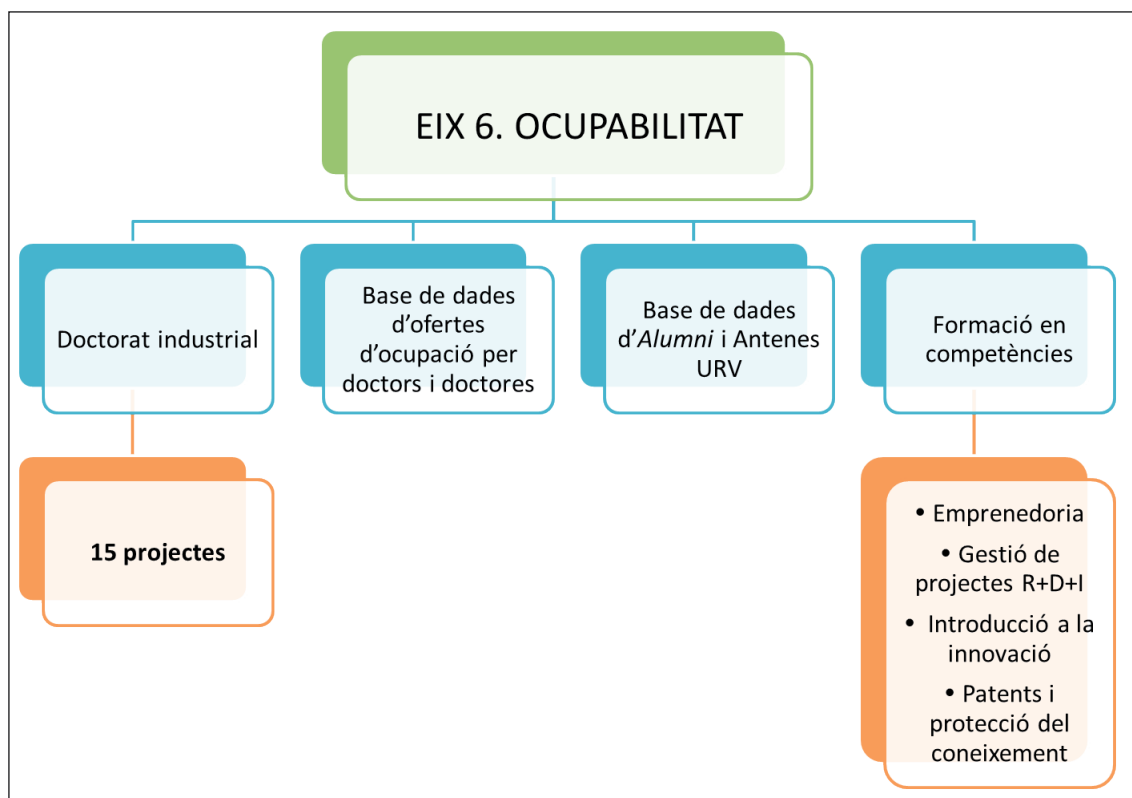 EIX 6. OCUPABILITAT
Doctorat industrial
Base de dades
d’ofertes
d’ocupació per
doctors i doctores
Base de dades
d’Alumni i Antenes
URV
Formació en
competències
15 projectes
• Emprenedoria
• Gestió de
projectes R+D+I
• Introducció a la
innovació
• Patents i
protecció del
coneixement